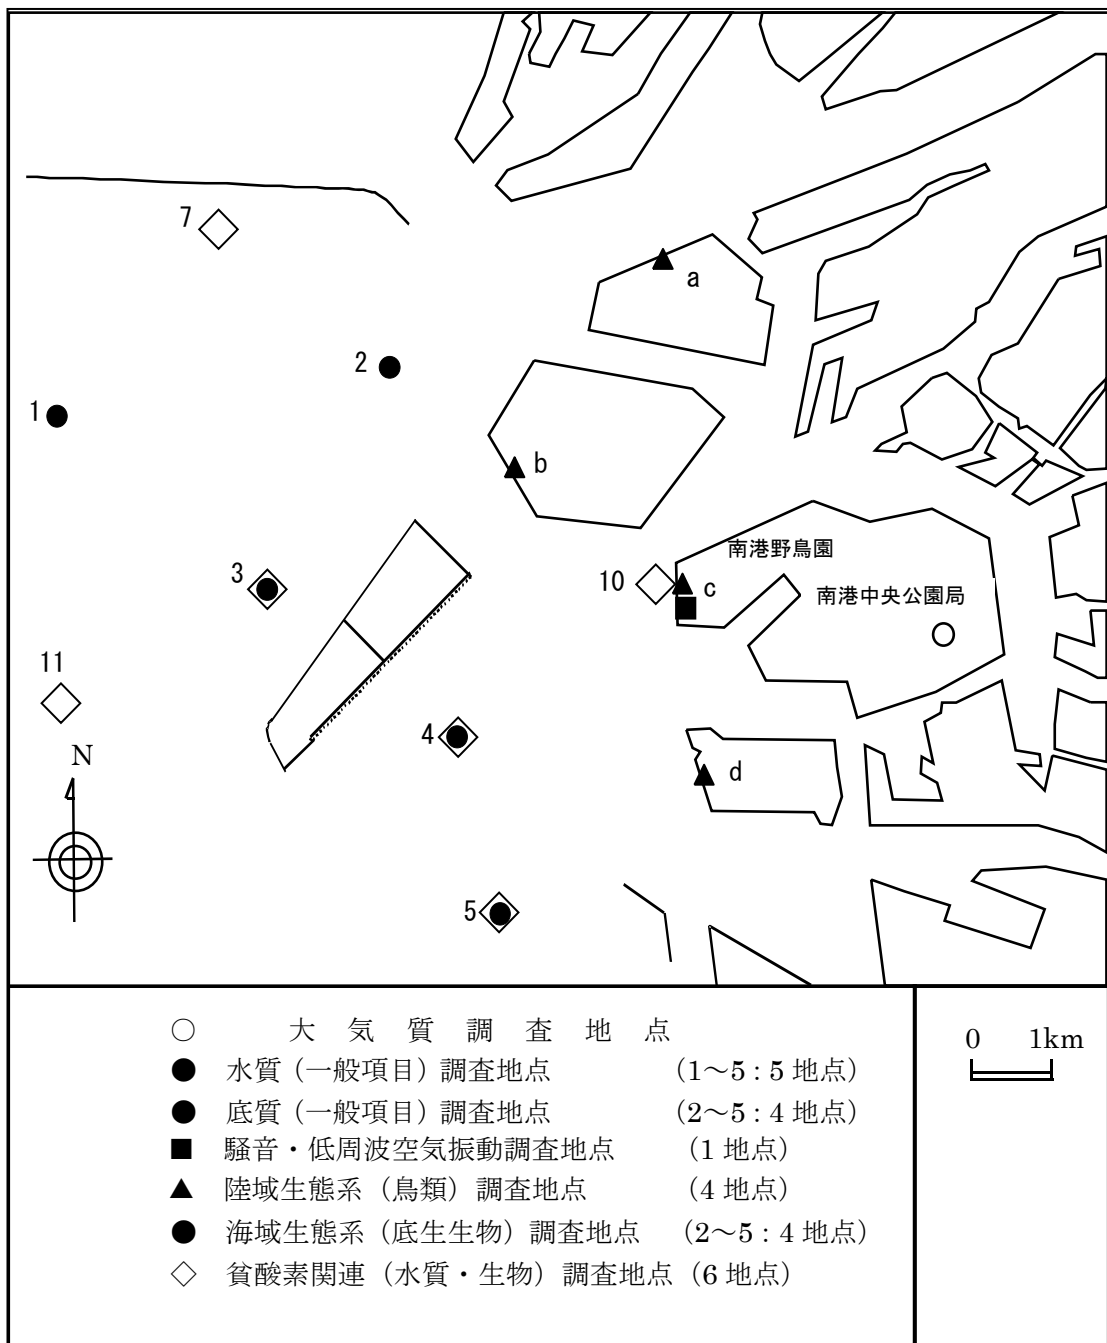 7
a
2
1
b
南港野鳥園
3
10
c
南港中央公園局
11
4
N
d
5
○ 大気質調査地点
● 水質（一般項目）調査地点 （1～5：5 地点）
● 底質（一般項目）調査地点 （2～5：4 地点）
■ 騒音・低周波空気振動調査地点 （1 地点）
▲ 陸域生態系（鳥類）調査地点 （4 地点）
● 海域生態系（底生生物）調査地点 （2～5：4 地点）
◇ 貧酸素関連（水質・生物）調査地点（6 地点）
0 1km